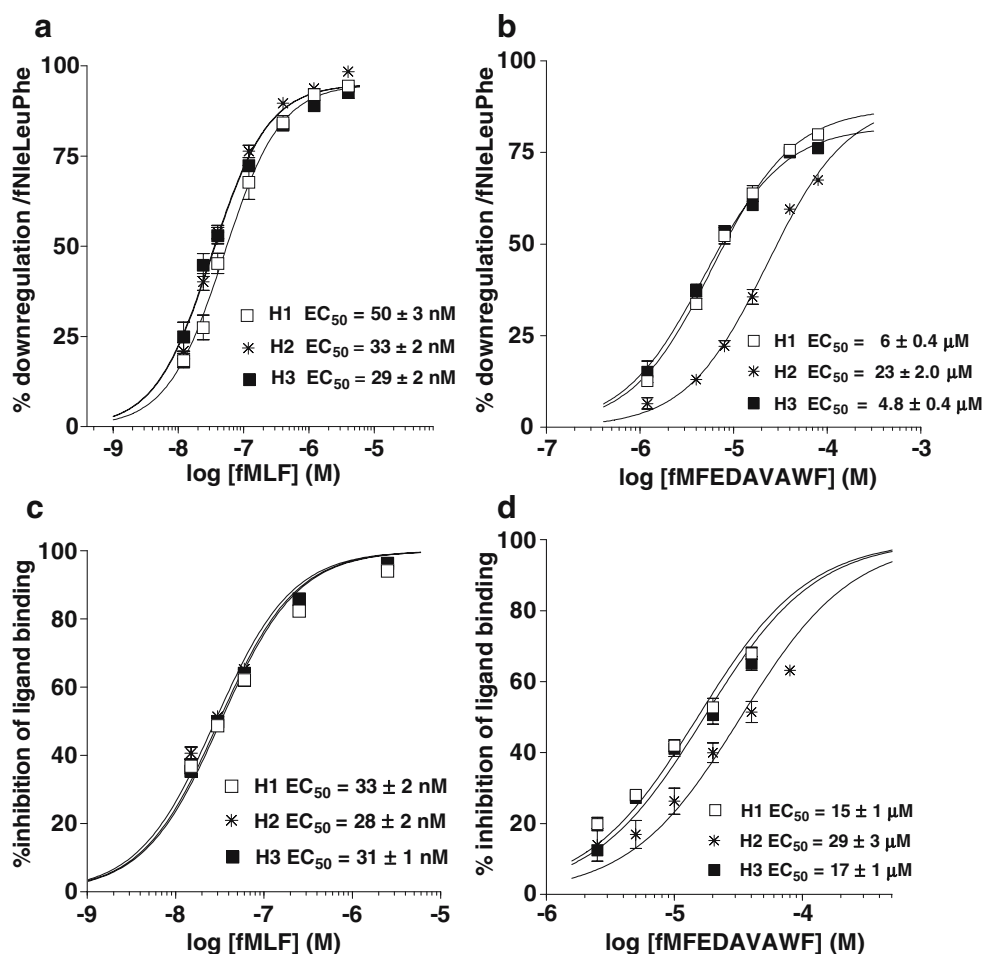 a
% downregulation /fNleLeuPhe
100
75
50
25
0
H1 EC50 = 50 ± 3 nM
H2 EC50 = 33 ± 2 nM
H3 EC50 = 29 ± 2 nM
-9 -8 -7 -6 -5 -4
log [fMLF] (M)
b
% downregulation /fNleLeuPhe
100
75
50
25
0
H1 EC50 = 6 ± 0.4 µM
H2 EC50 = 23 ± 2.0 µM
H3 EC50 = 4.8 ± 0.4 µM
-7 -6 -5 -4 -3
log [fMFEDAVAWF] (M)
c
%inhibition of ligand binding
100
80
60
40
20
0
H1 EC50 = 33 ± 2 nM
H2 EC50 = 28 ± 2 nM
H3 EC50 = 31 ± 1 nM
-9 -8 -7 -6 -5
log [fMLF] (M)
d
% inhibition of ligand binding
100
80
60
40
20
0
H1 EC50 = 15 ± 1 µM
H2 EC50 = 29 ± 3 µM
H3 EC50 = 17 ± 1 µM
-6 -5 -4
log [fMFEDAVAWF] (M)